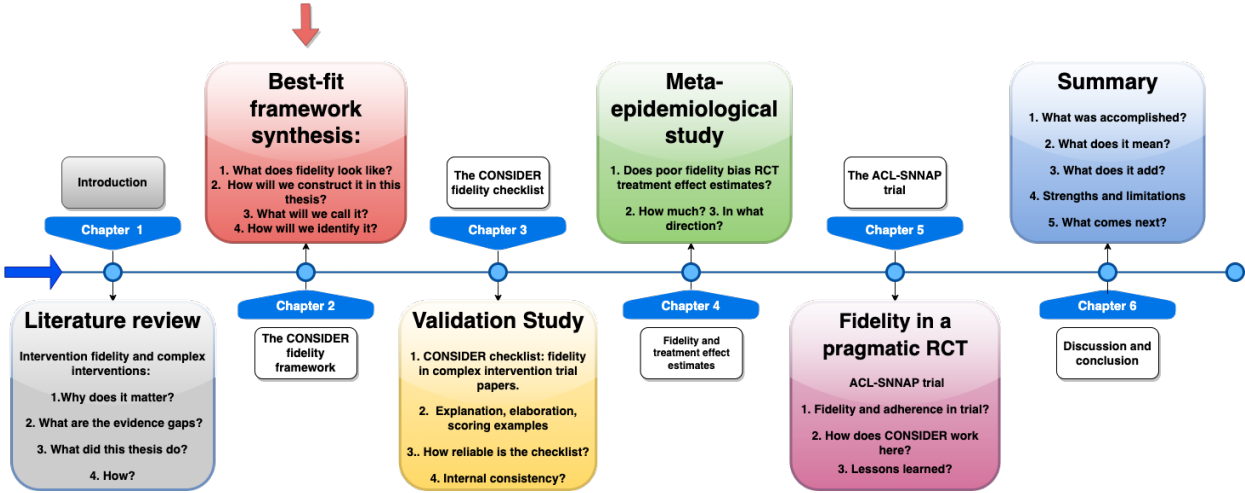 Introduction
Chapter 1
Literature review
Intervention fidelity and complex
interventions:
1.Why does it matter?
2. What are the evidence gaps?
3. What did this thesis do?
4. How?
Best-fit
framework
synthesis:
1. What does fidelity look like?
2. How will we construct it in this
thesis?
3. What will we call it?
4. How will we identify it?
Chapter 2
The CONSIDER
fidelity
framework
The CONSIDER
fidelity checklist
Chapter 3
Validation Study
1. CONSIDER checklist: fidelity
in complex intervention trial
papers.
2. Explanation, elaboration,
scoring examples
3.. How reliable is the checklist?
4. Internal consistency?
Meta-
epidemiological
study
1. Does poor fidelity bias RCT
treatment effect estimates?
2. How much? 3. In what
direction?
Chapter 4
Fidelity and
treatment effect
estimates
The ACL-SNNAP
trial
Chapter 5
Fidelity in a
pragmatic RCT
ACL-SNNAP trial
1. Fidelity and adherence in trial?
2. How does CONSIDER work
here?
3. Lessons learned?
Summary
1. What was accomplished?
2. What does it mean?
3. What does it add?
4. Strengths and limitations
5. What comes next?
Chapter 6
Discussion and
conclusion